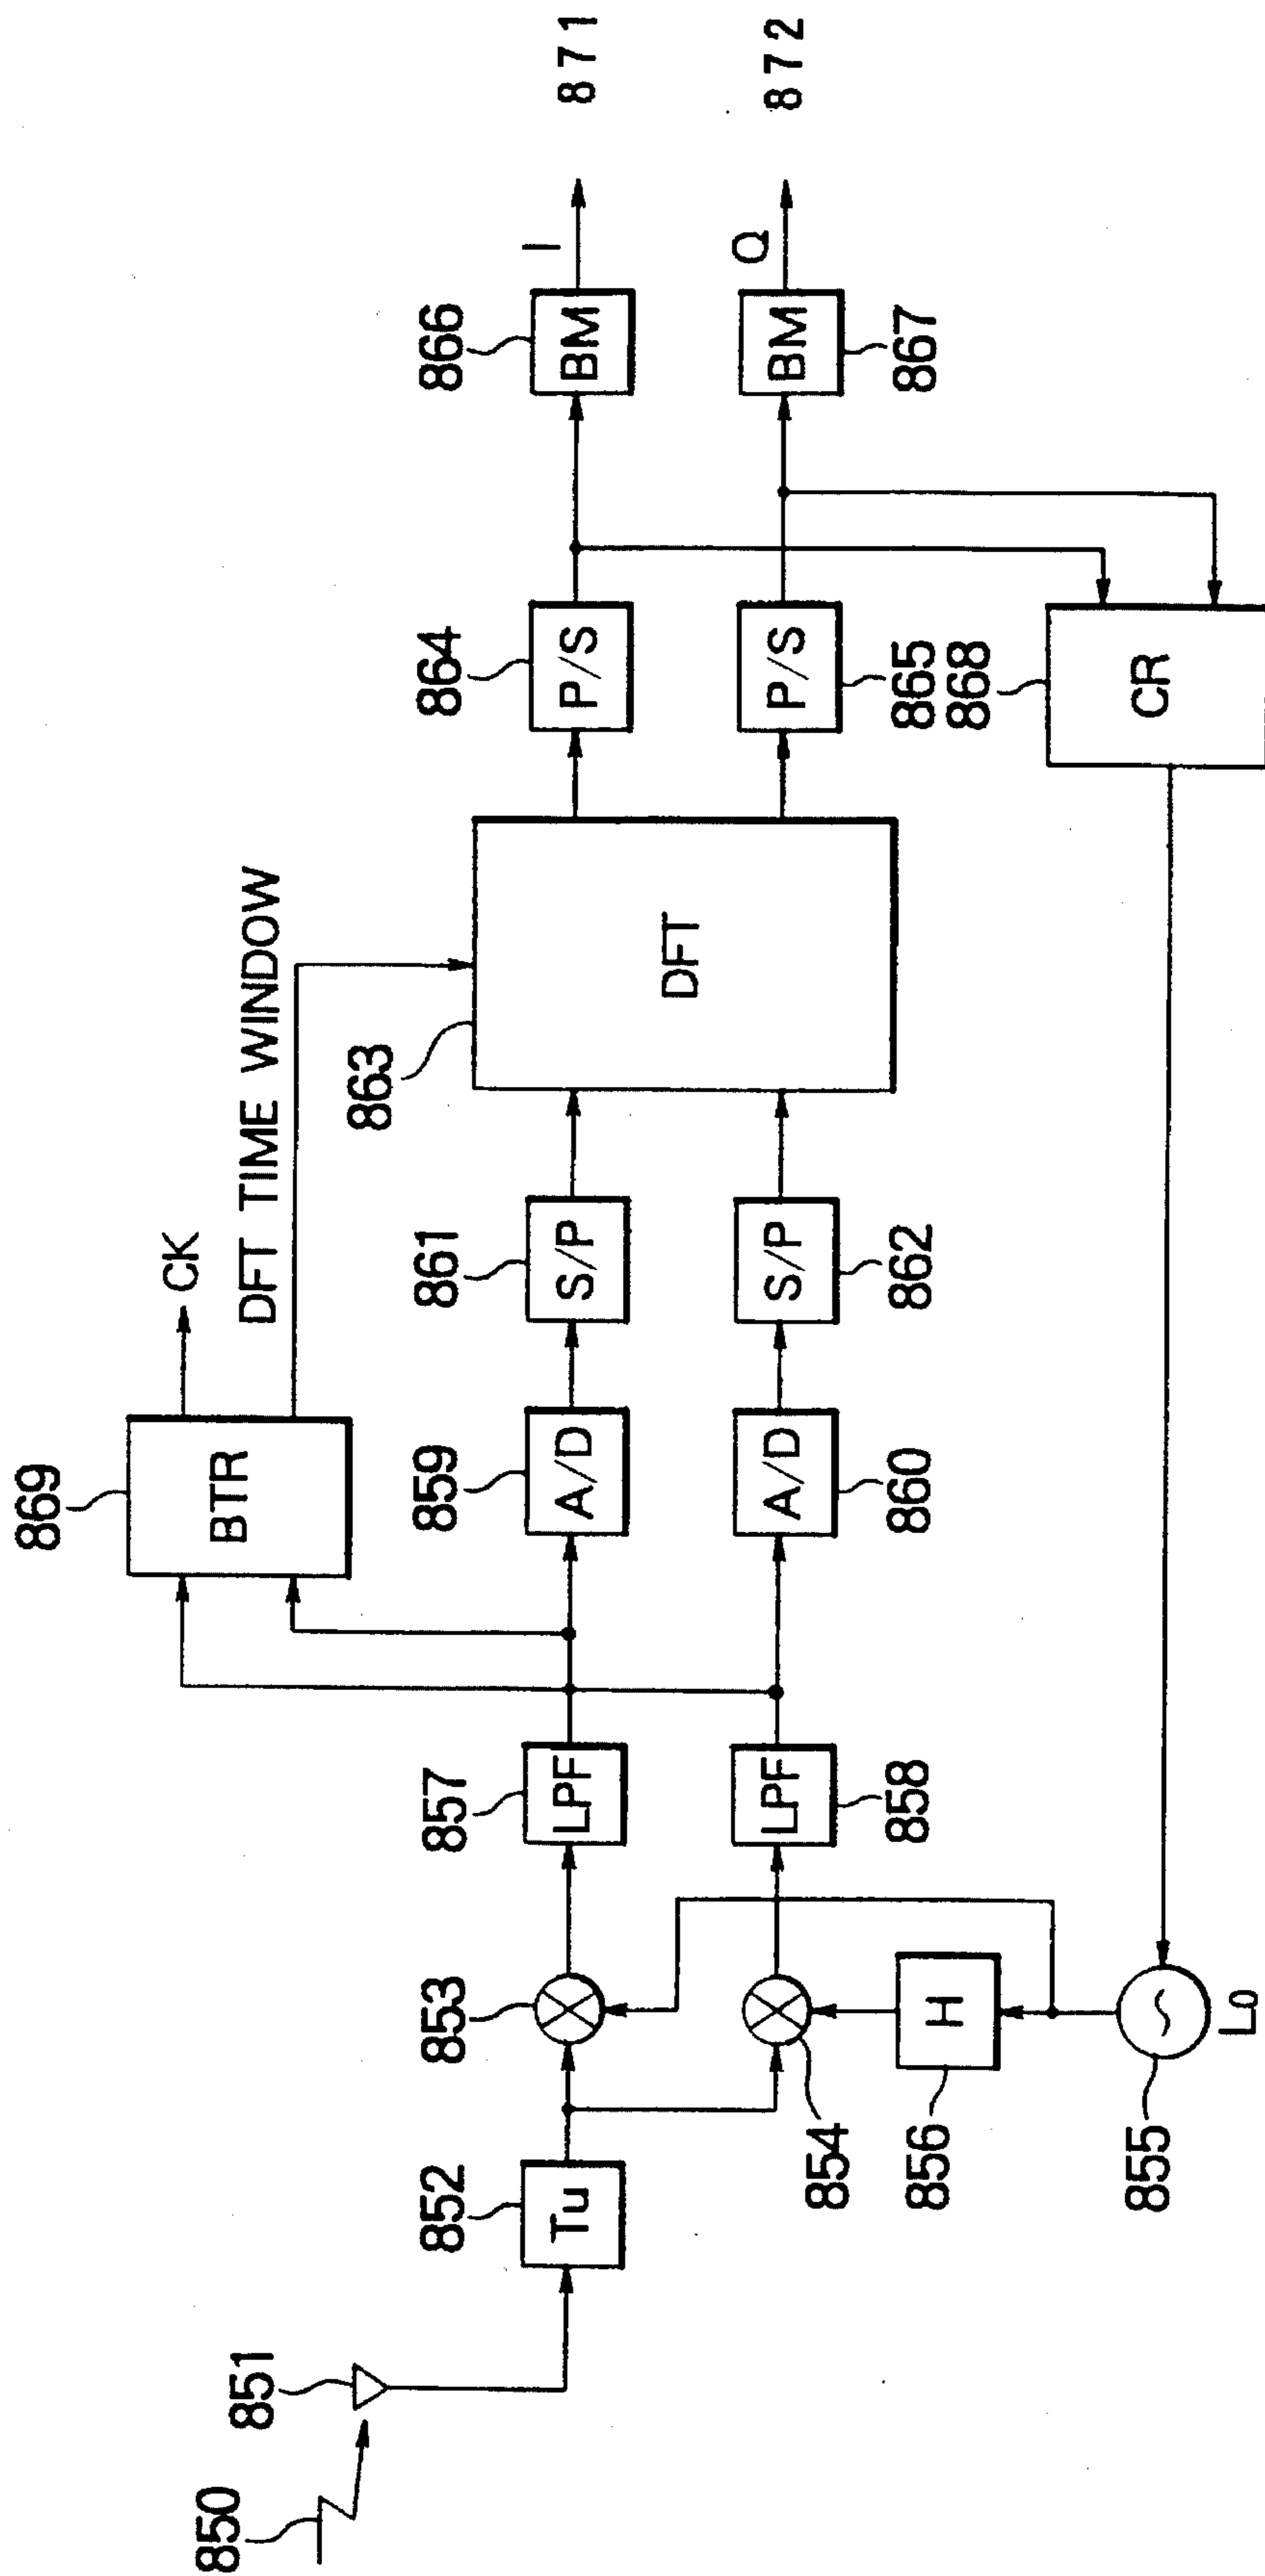 850
851
852
Tu
853
854
H
856
855
L0
857
LPF
LPF
858
869
BTR
CK
DFT TIME WINDOW
859
A/D
A/D
860
861
S/P
S/P
862
863
DFT
864
P/S
P/S
865
868
CR
866
BM
BM
867
I
Q
871
872